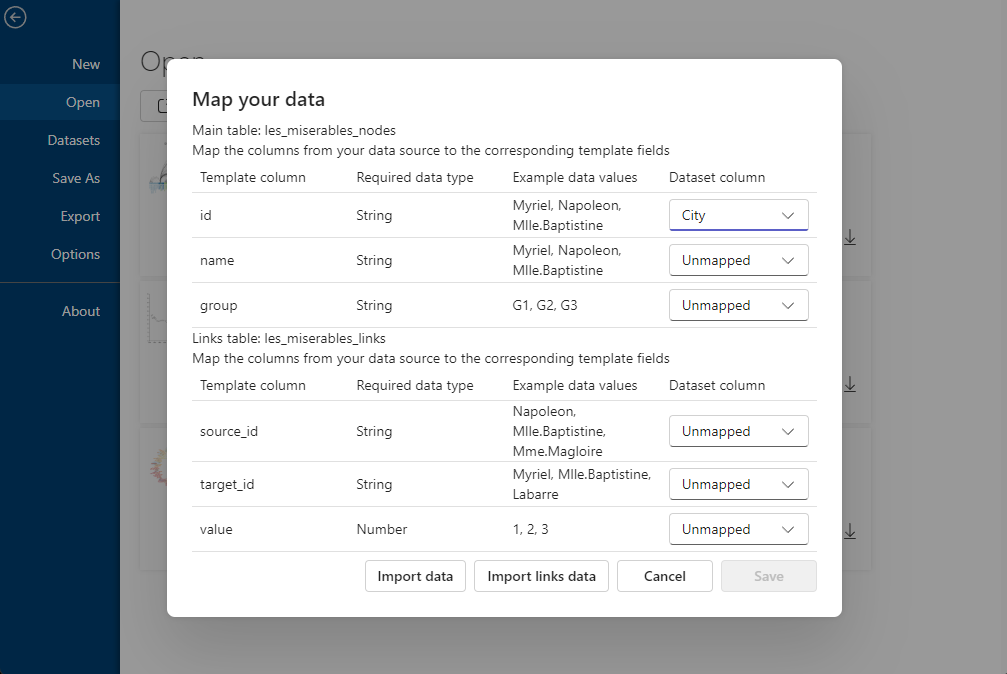 New
Open
Datasets
Save As
Export
Options
About
Open
Map your data
Main table: les_miserables_nodes
Map the columns from your data source to the corresponding template fields
Template column Required data type Example data values Dataset column
id String Myriel, Napoleon, City
Mlle.Baptistine
name String Myriel, Napoleon, Unmapped
Mlle.Baptistine
group String G1, G2, G3 Unmapped
Links table: les_miserables_links
Map the columns from your data source to the corresponding template fields
Template column Required data type Example data values Dataset column
Napoleon,
source_id String Mlle.Baptistine, Unmapped
Mme.Magloire
target_id String Myriel, Mlle.Baptistine, Unmapped
Labarre
value Number 1, 2, 3 Unmapped
Import data Import links data Cancel Save